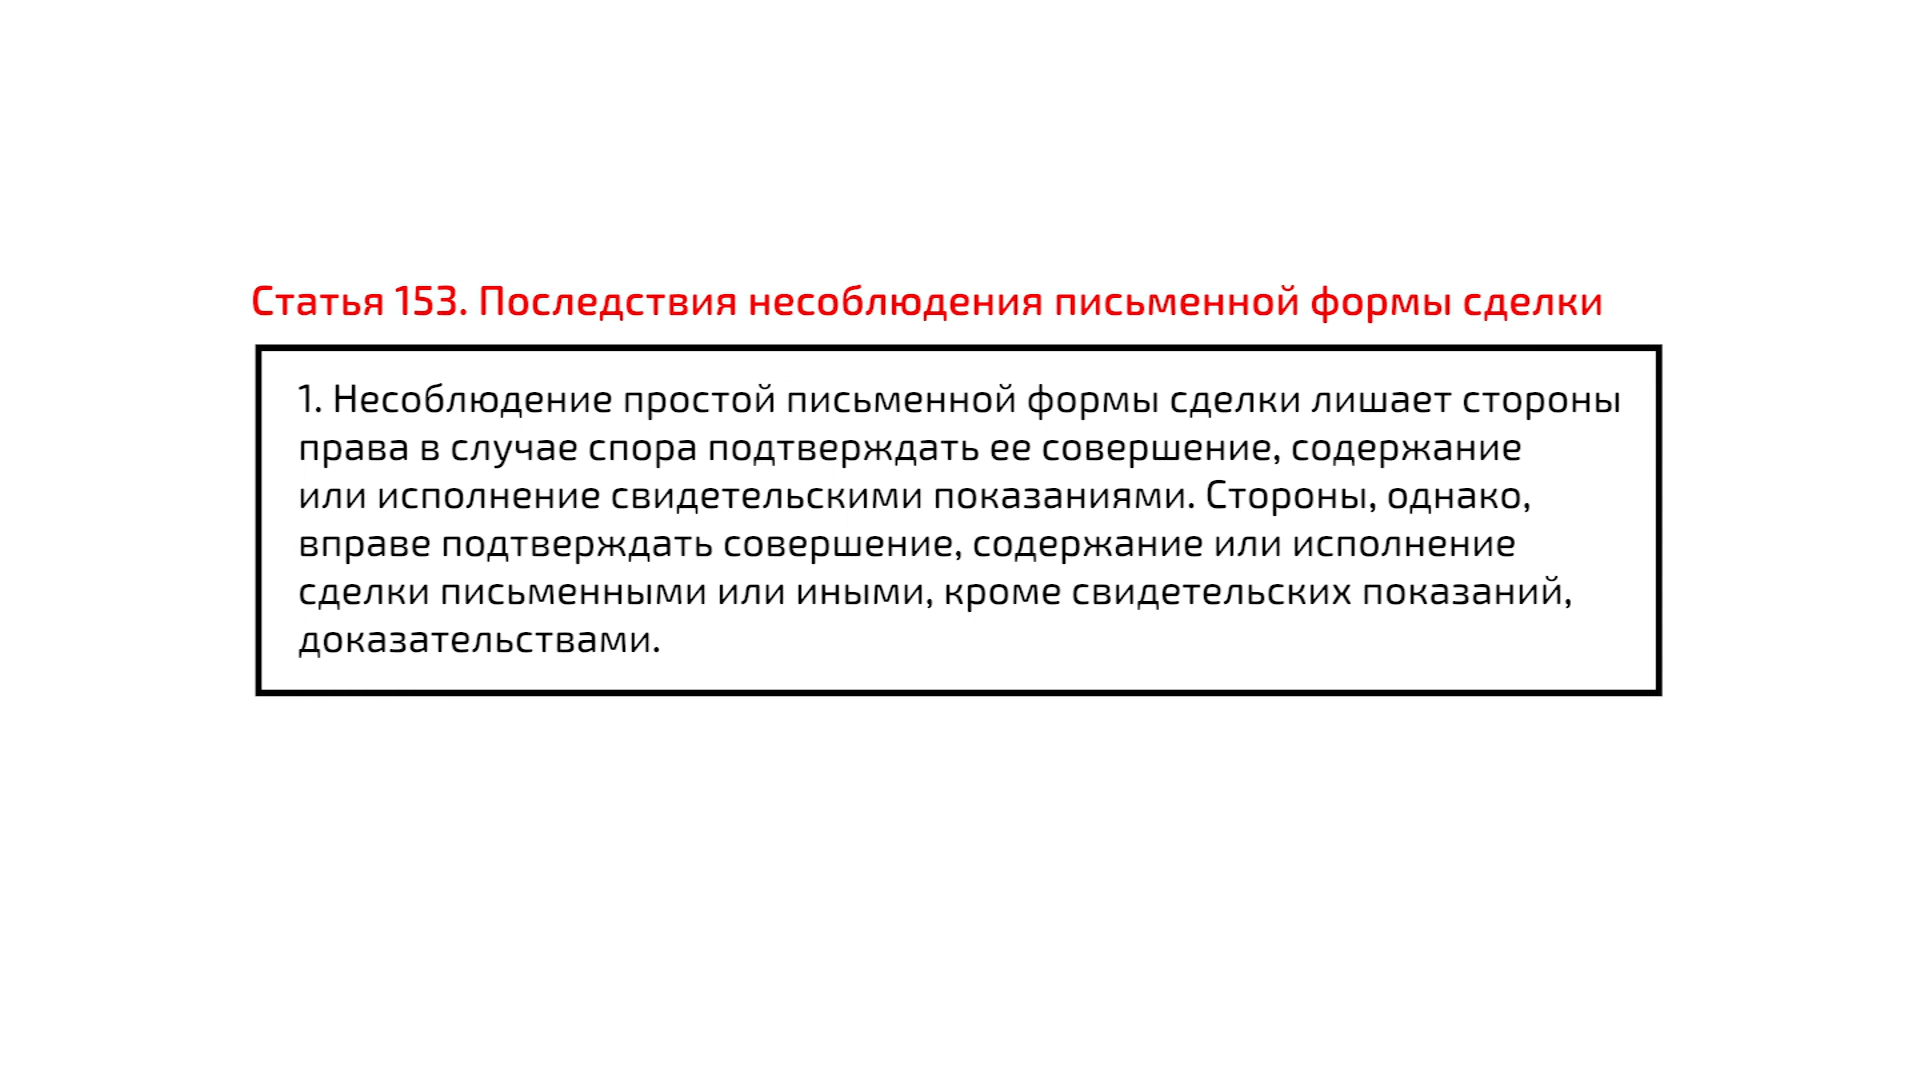 Статья 153. Последствия несоблюдения письменной формы сделки
1. Несоблюдение простой письменной формы сделки лишает стороны
права в случае спора подтверждать ее совершение, содержание
или исполнение свидетельскими показаниями. Стороны, однако,
вправе подтверждать совершение, содержание или исполнение
сделки письменными или иными, кроме свидетельских показаний,
доказательствами.